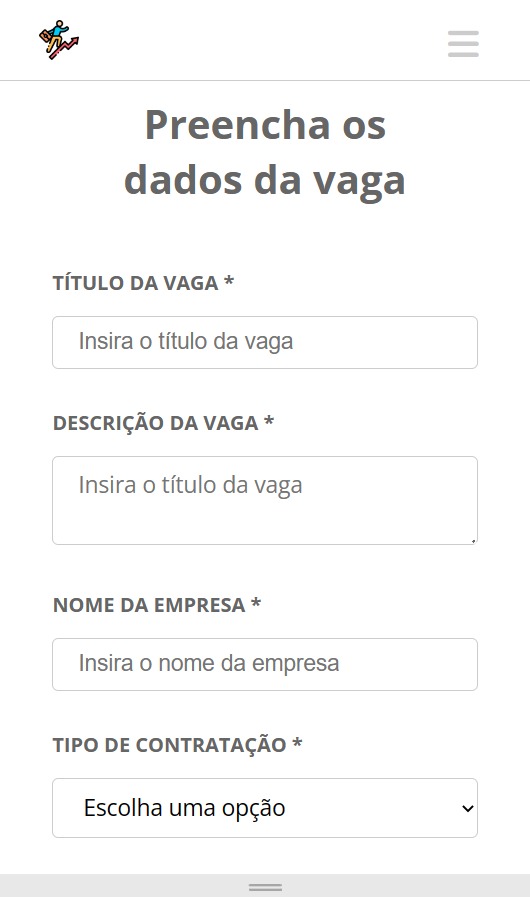 Preencha os
dados da vaga
TÍTULO DA VAGA *
Insira o título da vaga
DESCRIÇÃO DA VAGA *
Insira o título da vaga
NOME DA EMPRESA *
Insira o nome da empresa
TIPO DE CONTRATAÇÃO *
Escolha uma opção